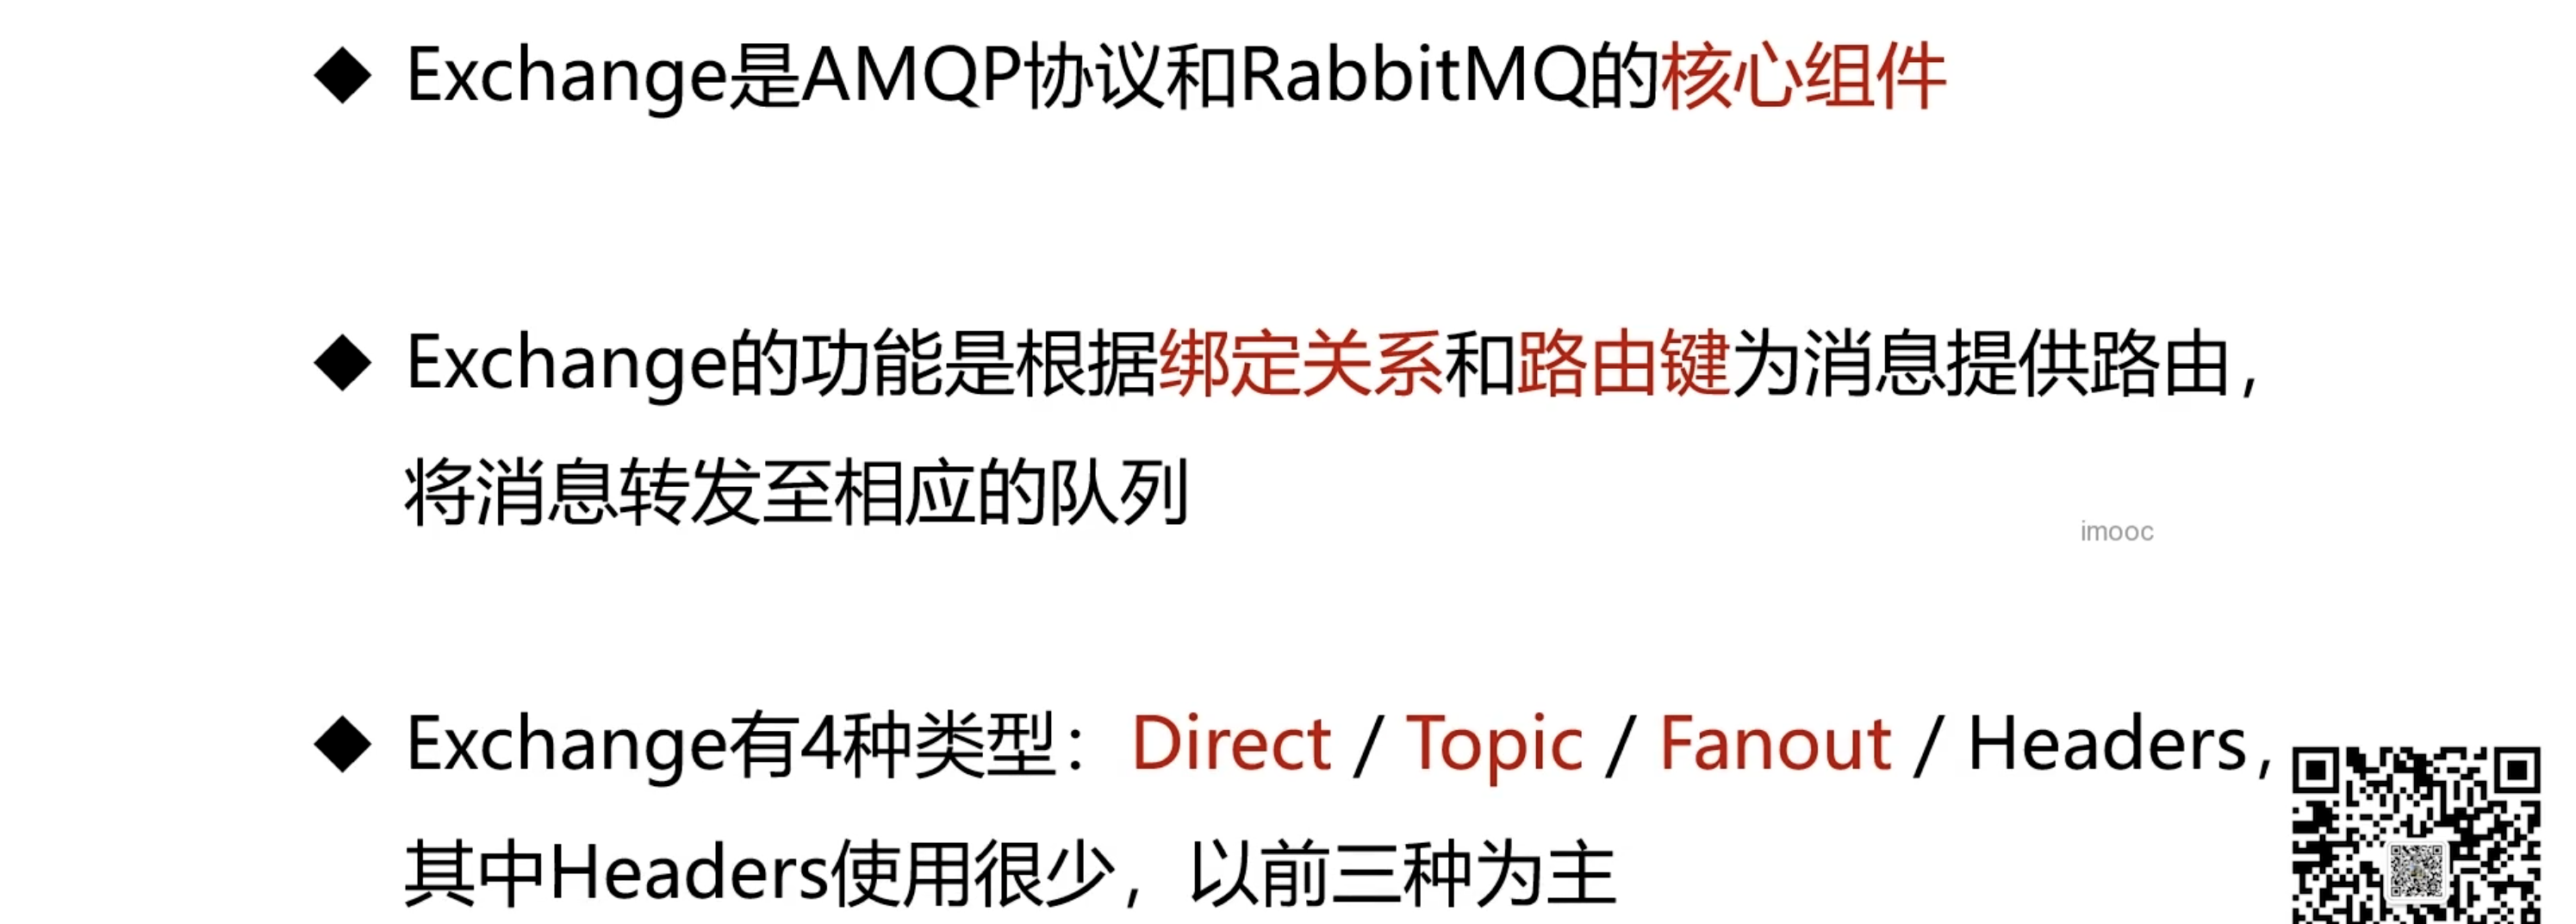 ◆ Exchange是AMQP协议和RabbitMQ的核心组件
◆ Exchange的功能是根据绑定关系和路由键为消息提供路由，
将消息转发至相应的队列
imooc
◆ Exchange有4种类型：Direct / Topic / Fanout / Headers，
其中Headers使用很少，以前三种为主